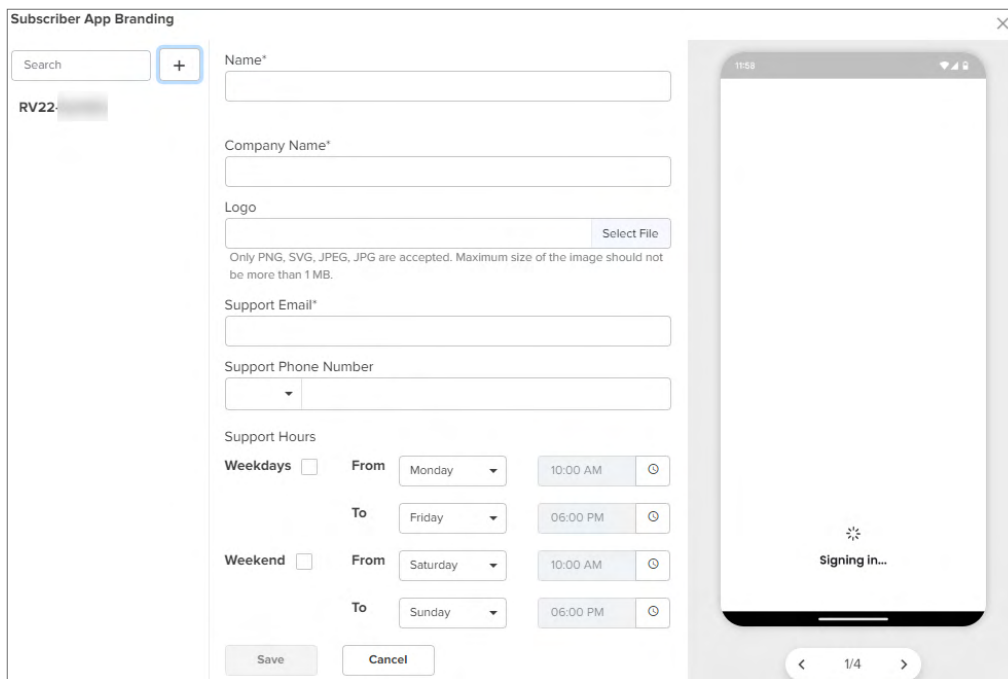 Subscriber App Branding
Search
+
RV22-
Name*
Company Name*
Logo
Select File
Only PNG, SVG, JPEG, JPG are accepted. Maximum size of the image should not
be more than 1 MB.
Support Email*
Support Phone Number
Support Hours
Weekdays From Monday 10:00 AM
To Friday 06:00 PM
Weekend From Saturday 10:00 AM
To Sunday 06:00 PM
Save Cancel
11:58
Signing in...
1/4